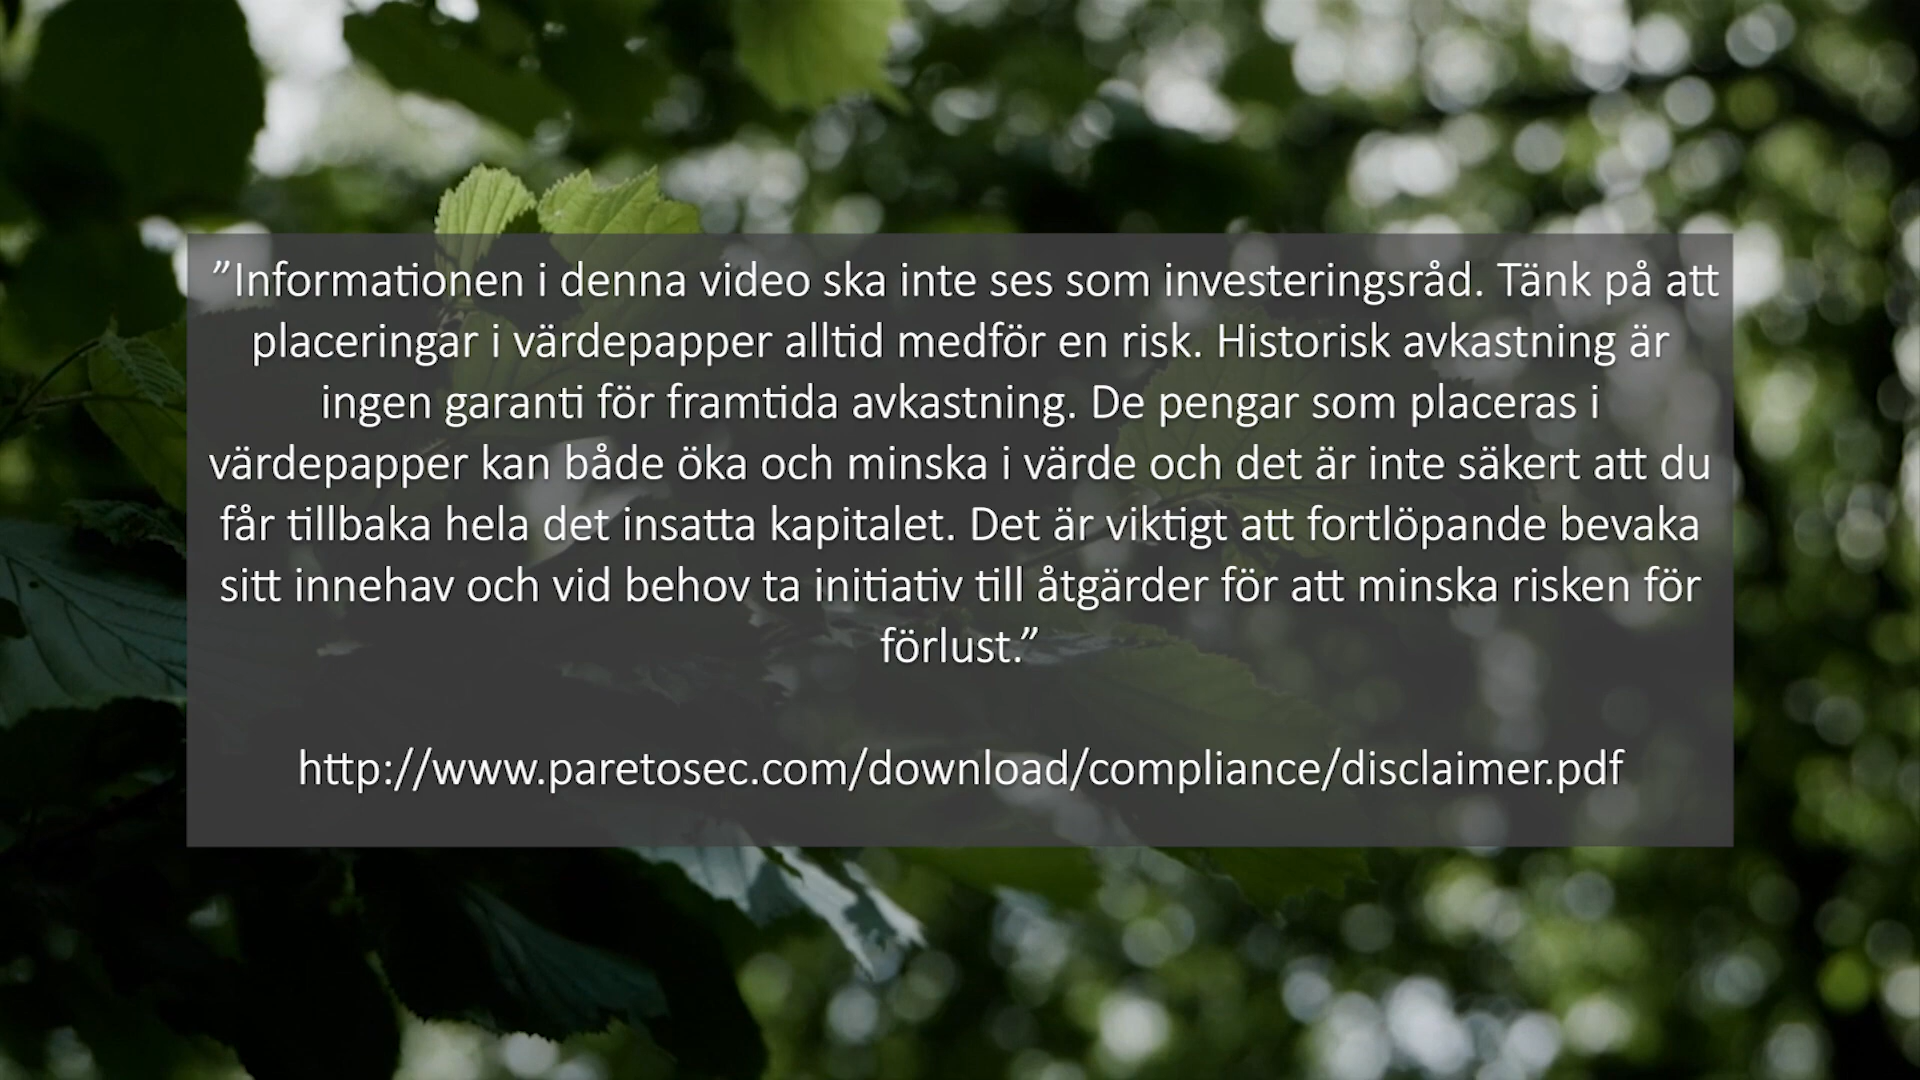 ”Informationen i denna video ska inte ses som investeringsråd. Tänk på att
placeringar i värdepapper alltid medför en risk. Historisk avkastning är
ingen garanti för framtida avkastning. De pengar som placeras i
värdepapper kan både öka och minska i värde och det är inte säkert att du
får tillbaka hela det insatta kapitalet. Det är viktigt att fortlöpande bevaka
sitt innehav och vid behov ta initiativ till åtgärder för att minska risken för
förlust.”
http://www.paretosec.com/download/compliance/disclaimer.pdf